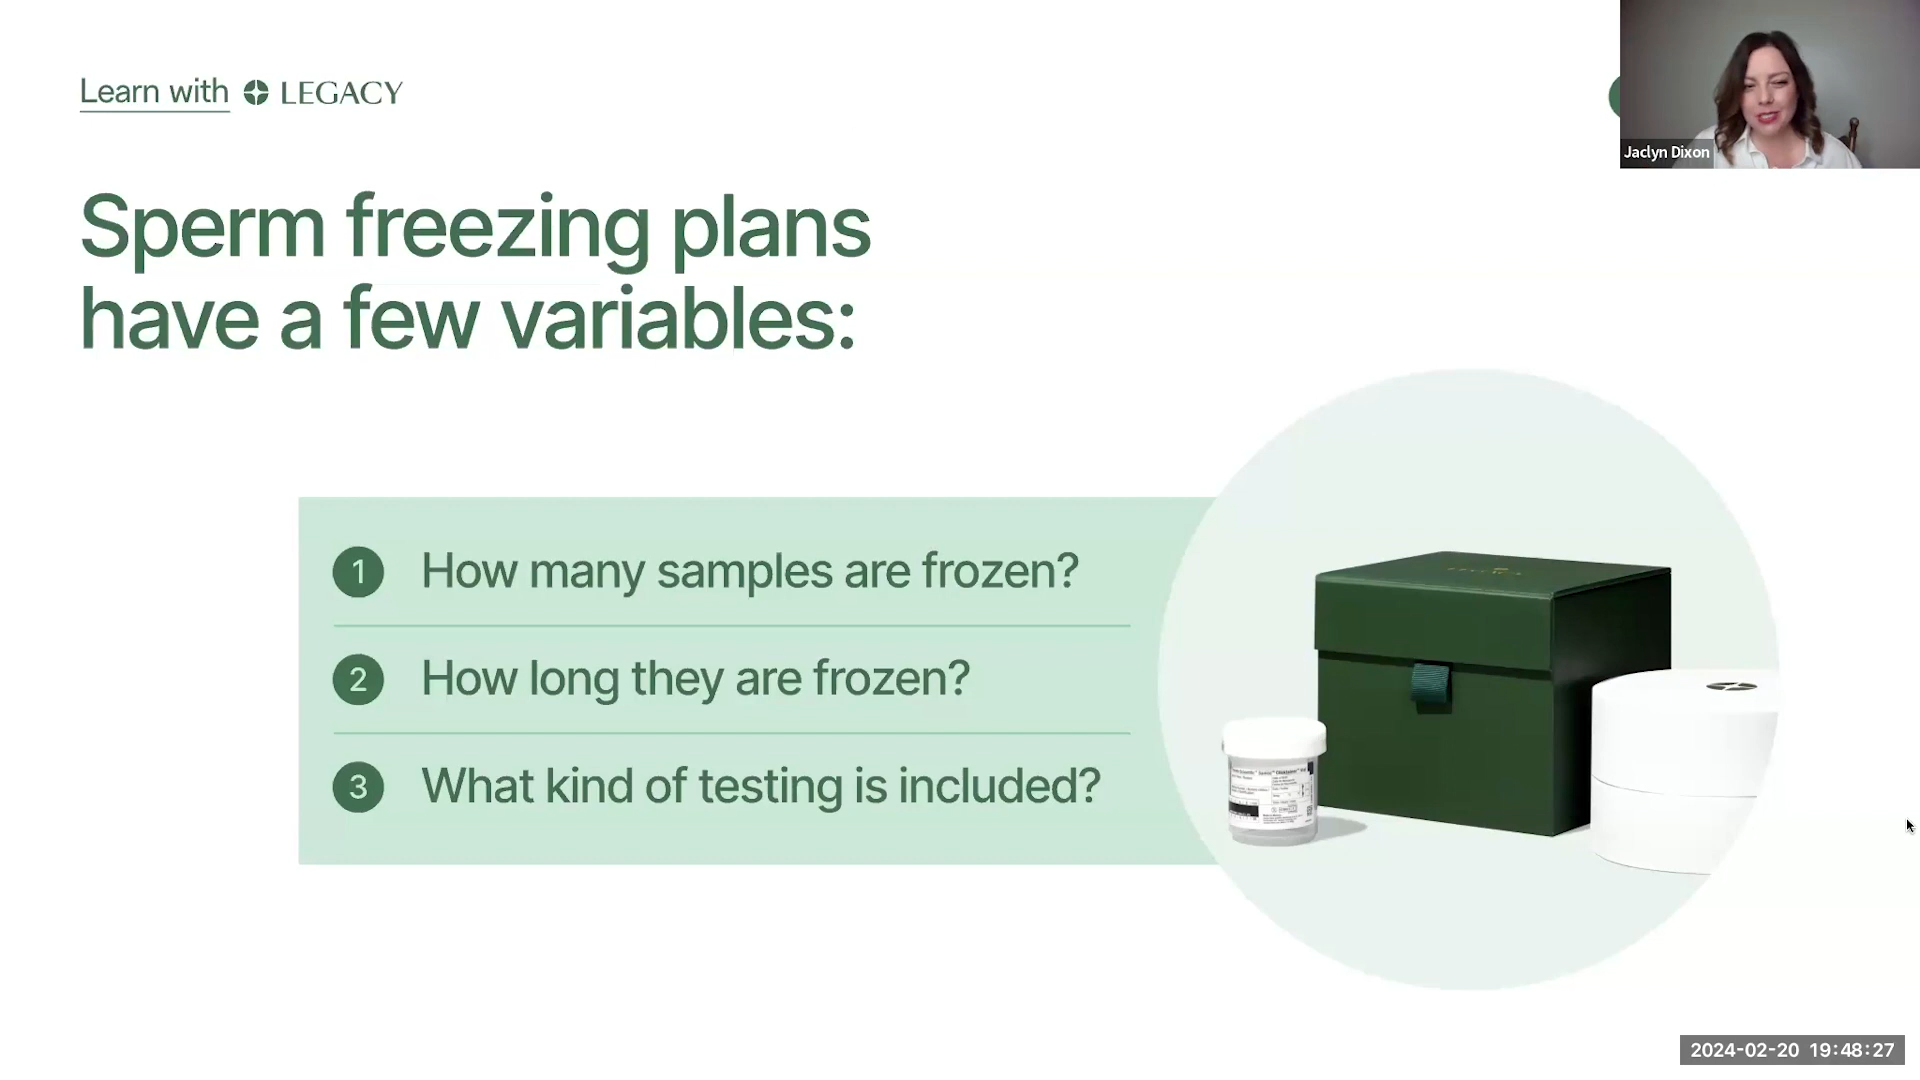 Learn with LEGACY
Jaclyn Dixon
Sperm freezing plans
have a few variables:
1 How many samples are frozen?
2 How long they are frozen?
3 What kind of testing is included?
2024-02-20 19:48:27